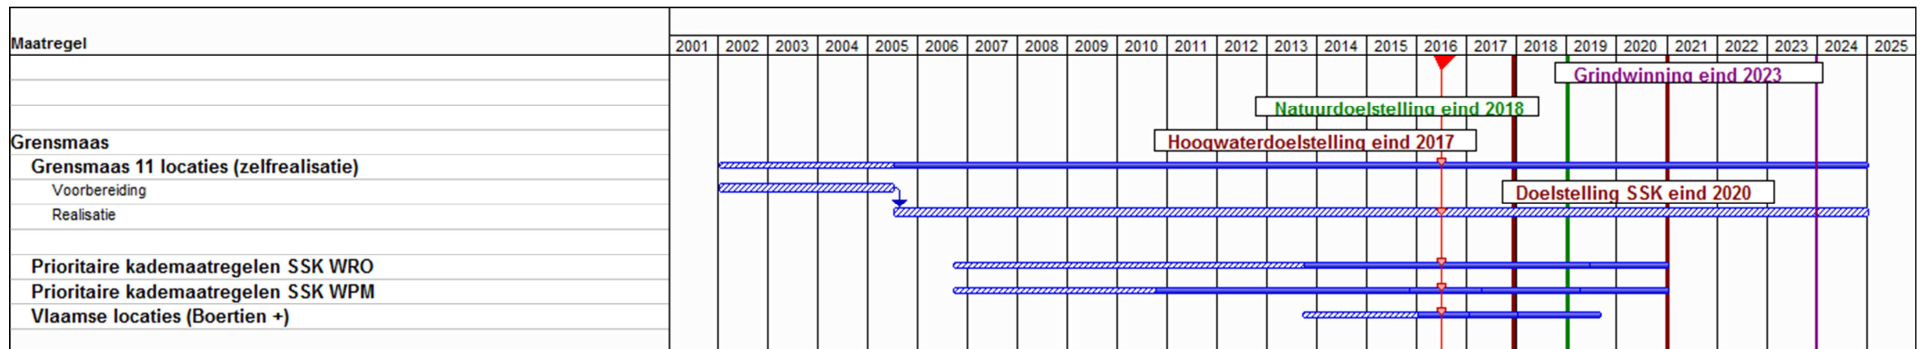 Maatregel
2001 2002 2003 2004 2005 2006 2007 2008 2009 2010 2011 2012 2013 2014 2015 2016 2017 2018 2019 2020 2021 2022 2023 2024 2025
Grindwinning eind 2023
Natuurdoelstelling eind 2018
Grensmaas
Hoogwaterdoelstelling eind 2017
Grensmaas 11 locaties (zelfrealisatie)
Voorbereiding
Doelstelling SSK eind 2020
Realisatie
Prioritaire kademaatregelen SSK WRO
Prioritaire kademaatregelen SSK WPM
Vlaamse locaties (Boertien +)